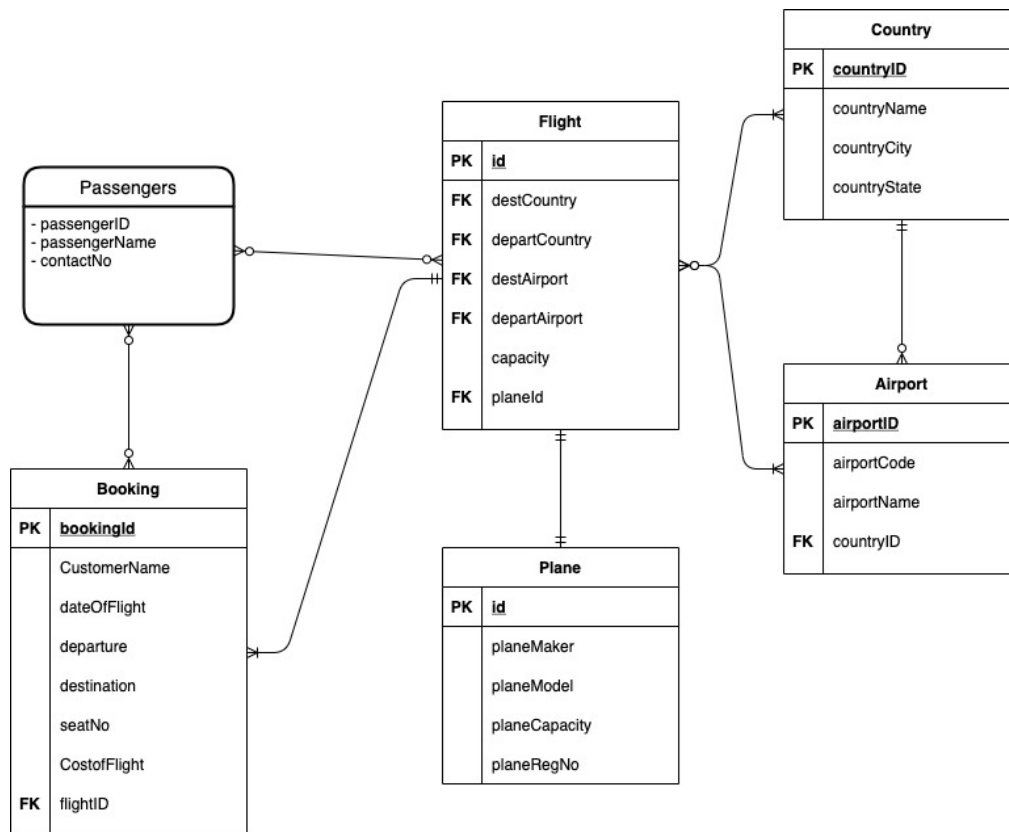 Passengers
- passengerID
- passengerName
- contactNo
Booking
PK bookingId
CustomerName
dateOfFlight
departure
destination
seatNo
CostofFlight
FK flightID
Flight
PK id
FK destCountry
FK departCountry
FK destAirport
FK departAirport
capacity
FK planeId
Plane
PK id
planeMaker
planeModel
planeCapacity
planeRegNo
Country
PK countryID
countryName
countryCity
countryState
Airport
PK airportID
airportCode
airportName
FK countryID